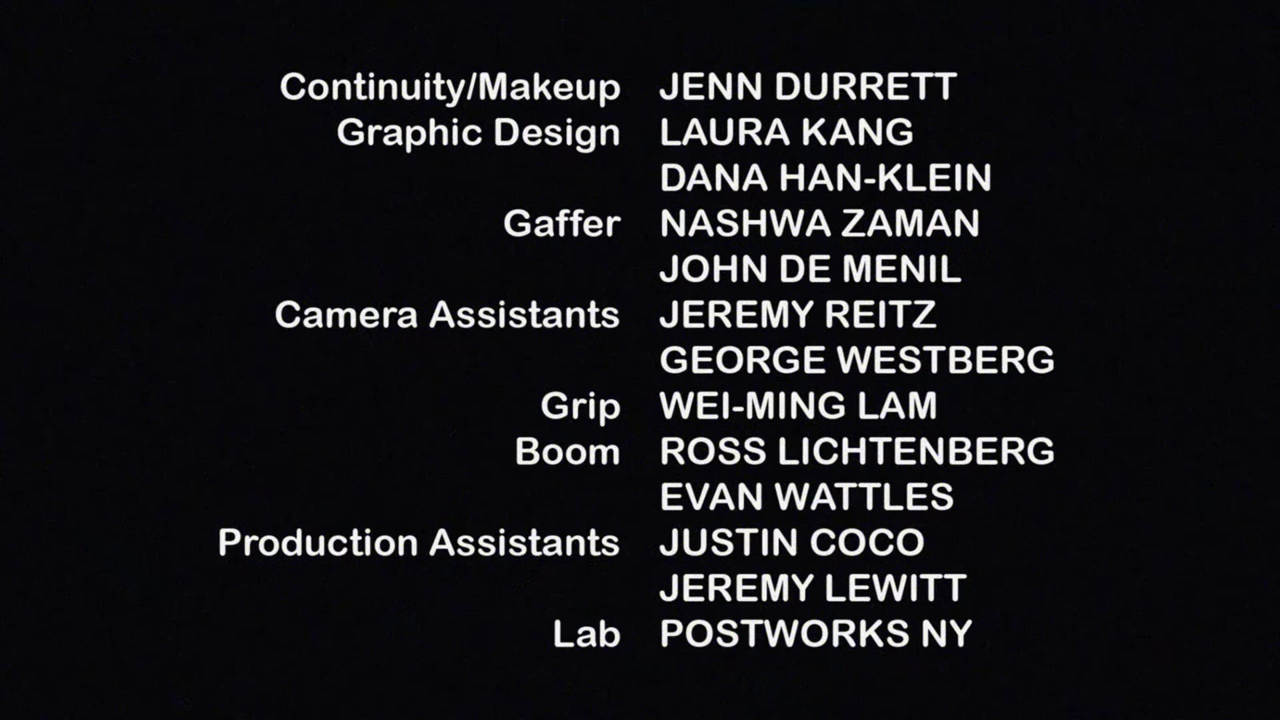 Continuity/Makeup JENN DURRETT
Graphic Design LAURA KANG
DANA HAN-KLEIN
Gaffer NASHWA ZAMAN
JOHN DE MENIL
Camera Assistants JEREMY REITZ
GEORGE WESTBERG
Grip WEI-MING LAM
Boom ROSS LICHTENBERG
EVAN WATTLES
Production Assistants JUSTIN COCO
JEREMY LEWITT
Lab POSTWORKS NY